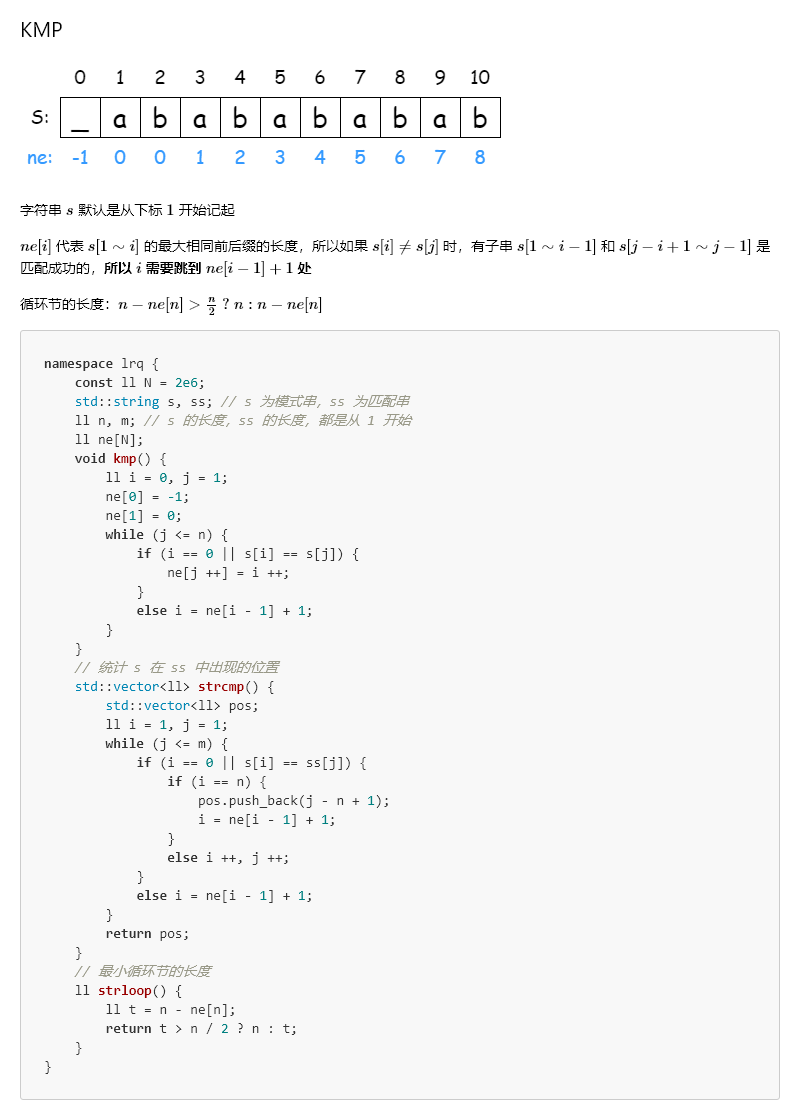 KMP
0 1 2 3 4 5 6 7 8 9 10
S: _ a b a b a b a b a b
ne: -1 0 0 1 2 3 4 5 6 7 8
字符串 s 默认是从下标 1 开始记起
ne[i] 代表 s[1 ∼ i] 的最大相同前后缀的长度，所以如果 s[i] ≠ s[j] 时，有子串 s[1 ∼ i − 1] 和 s[j − i + 1 ∼ j − 1] 是
匹配成功的，所以 i 需要跳到 ne[i − 1] + 1 处
循环节的长度：n − ne[n] > n/2 ? n : n − ne[n]
namespace lrq {
    const ll N = 2e6;
    std::string s, ss; // s 为模式串，ss 为匹配串
    ll n, m; // s 的长度，ss 的长度，都是从 1 开始
    ll ne[N];
    void kmp() {
        ll i = 0, j = 1;
        ne[0] = -1;
        ne[1] = 0;
        while (j <= n) {
            if (i == 0 || s[i] == s[j]) {
                ne[j ++] = i ++;
            }
            else i = ne[i - 1] + 1;
        }
    }
    // 统计 s 在 ss 中出现的位置
    std::vector<ll> strcmp() {
        std::vector<ll> pos;
        ll i = 1, j = 1;
        while (j <= m) {
            if (i == 0 || s[i] == ss[j]) {
                if (i == n) {
                    pos.push_back(j - n + 1);
                    i = ne[i - 1] + 1;
                }
                else i ++, j ++;
            }
            else i = ne[i - 1] + 1;
        }
        return pos;
    }
    // 最小循环节的长度
    ll strloop() {
        ll t = n - ne[n];
        return t > n / 2 ? n : t;
    }
}